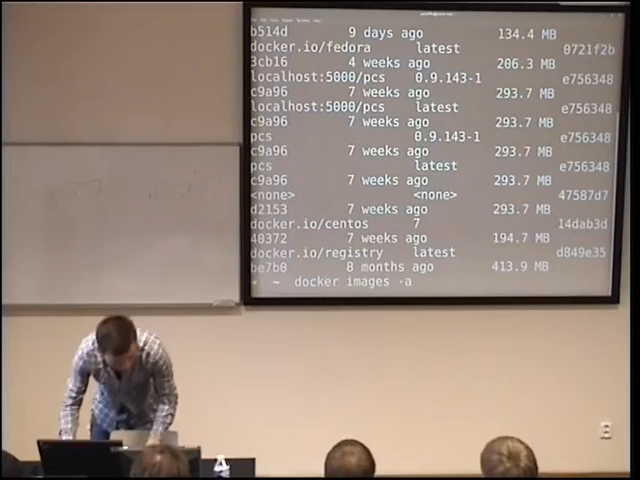 b514d 9 days ago 134.4 MB
docker.io/fedora latest 0721f2b
3cb16 4 weeks ago 206.3 MB
localhost:5000/pcs 0.9.143-1 e756348
c9a96 7 weeks ago 293.7 MB
localhost:5000/pcs latest e756348
c9a96 7 weeks ago 293.7 MB
pcs 0.9.143-1 e756348
c9a96 7 weeks ago 293.7 MB
pcs latest e756348
c9a96 7 weeks ago 293.7 MB
<none> <none> 47587d7
d2153 7 weeks ago 293.7 MB
docker.io/centos 7 14dab3d
40372 7 weeks ago 194.7 MB
docker.io/registry latest d849e35
be7b0 8 months ago 413.9 MB
~ docker images -a